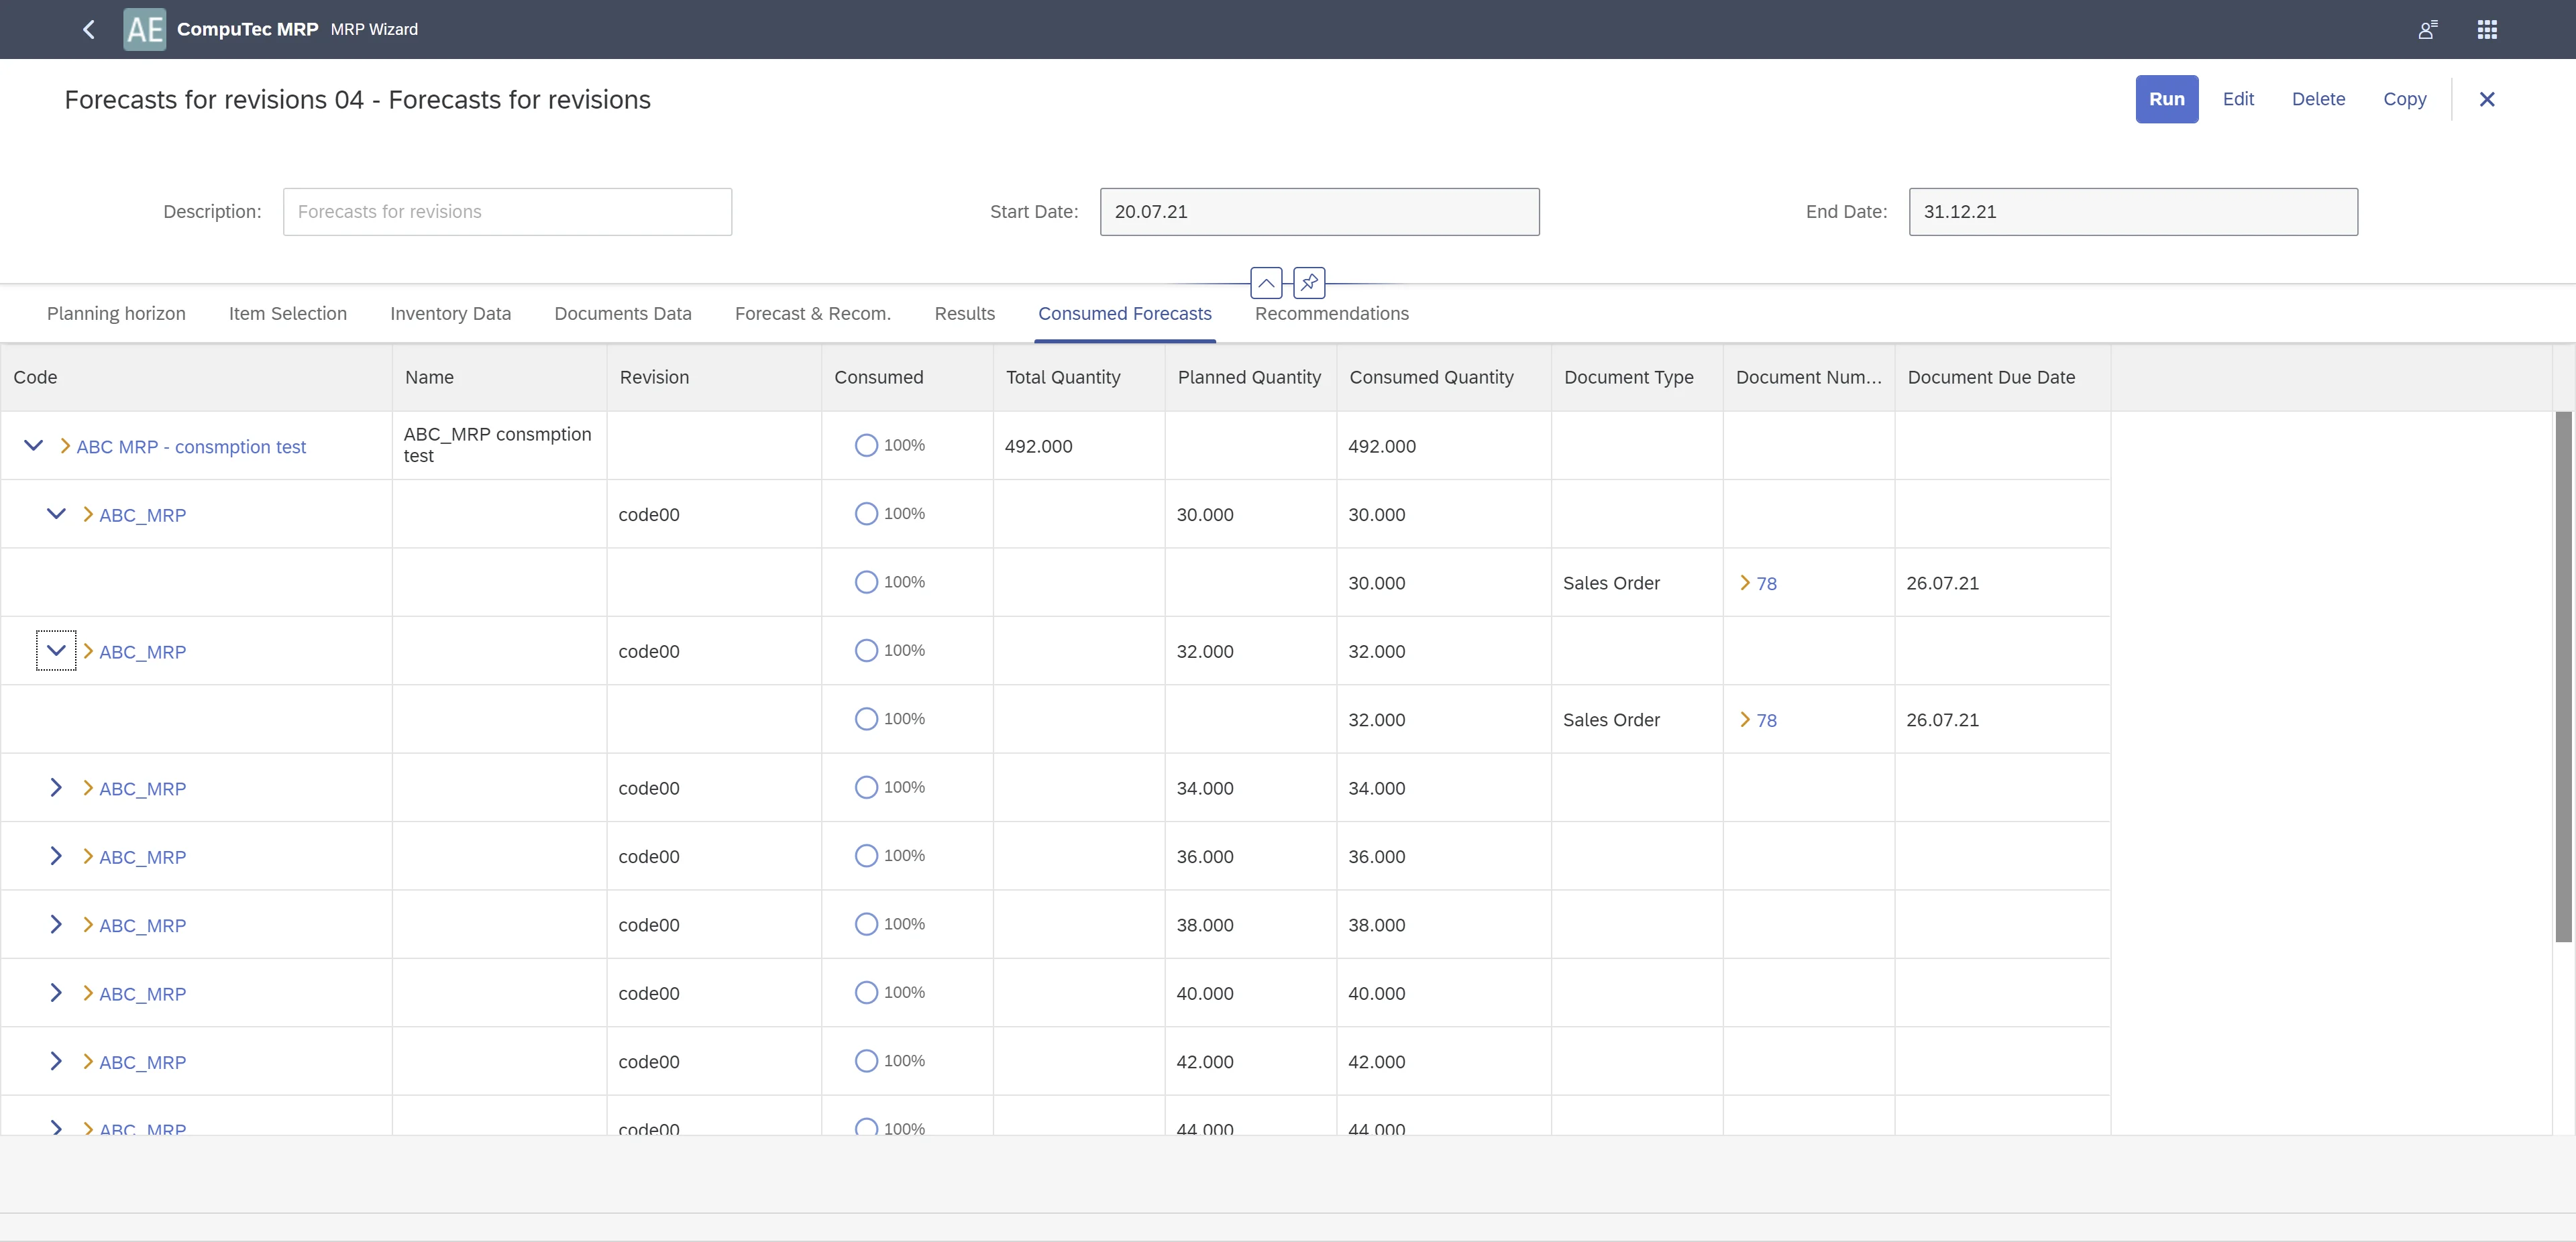 AE CompuTec MRP MRP Wizard
Forecasts for revisions 04 - Forecasts for revisions
Run Edit Delete Copy
Description: Forecasts for revisions Start Date: 20.07.21 End Date: 31.12.21
Planning horizon Item Selection Inventory Data Documents Data Forecast & Recom. Results Consumed Forecasts Recommendations
Code Name Revision Consumed Total Quantity Planned Quantity Consumed Quantity Document Type Document Num... Document Due Date
ABC MRP - consmption test ABC_MRP consmption test 100% 492.000 492.000
ABC_MRP code00 100% 30.000 30.000
100% 30.000 Sales Order 78 26.07.21
ABC_MRP code00 100% 32.000 32.000
100% 32.000 Sales Order 78 26.07.21
ABC_MRP code00 100% 34.000 34.000
ABC_MRP code00 100% 36.000 36.000
ABC_MRP code00 100% 38.000 38.000
ABC_MRP code00 100% 40.000 40.000
ABC_MRP code00 100% 42.000 42.000
ABC_MRP code00 100% 44.000 44.000